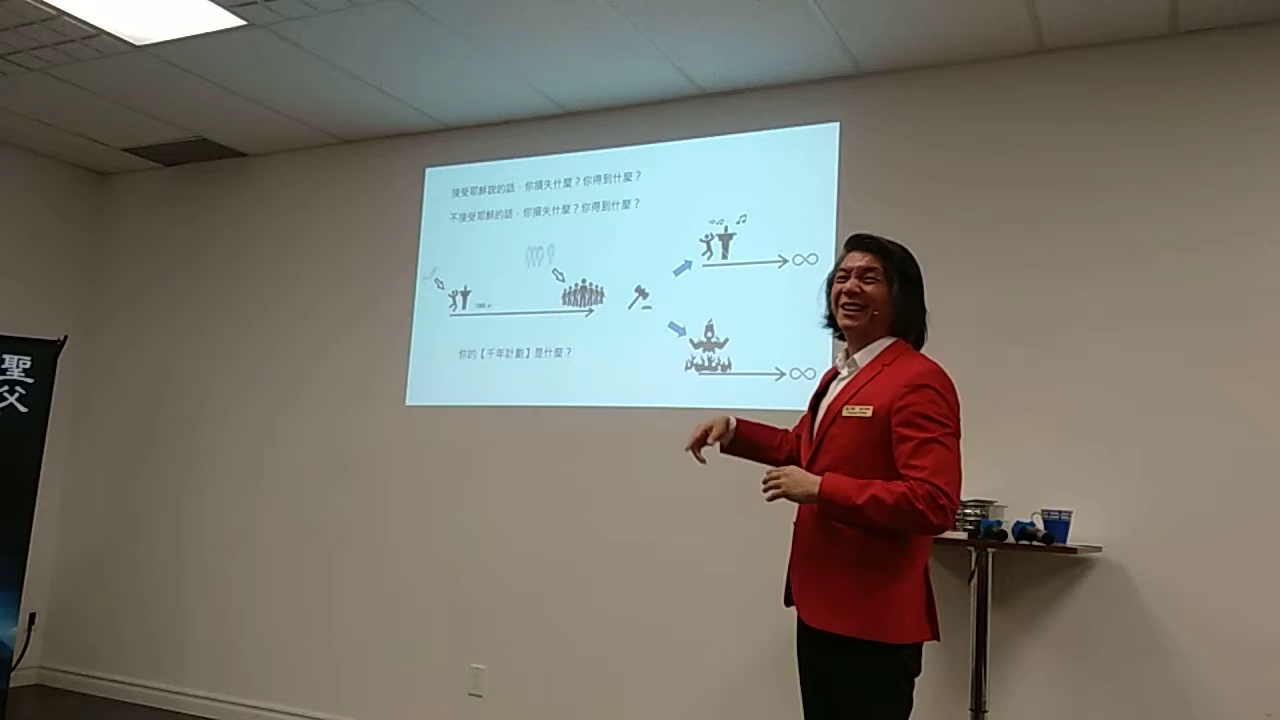 接受耶穌說的話，你損失什麼？你得到什麼？
不接受耶穌的話，你損失什麼？你得到什麼？
∞
你的【千年計劃】是什麼？
∞
聖
父